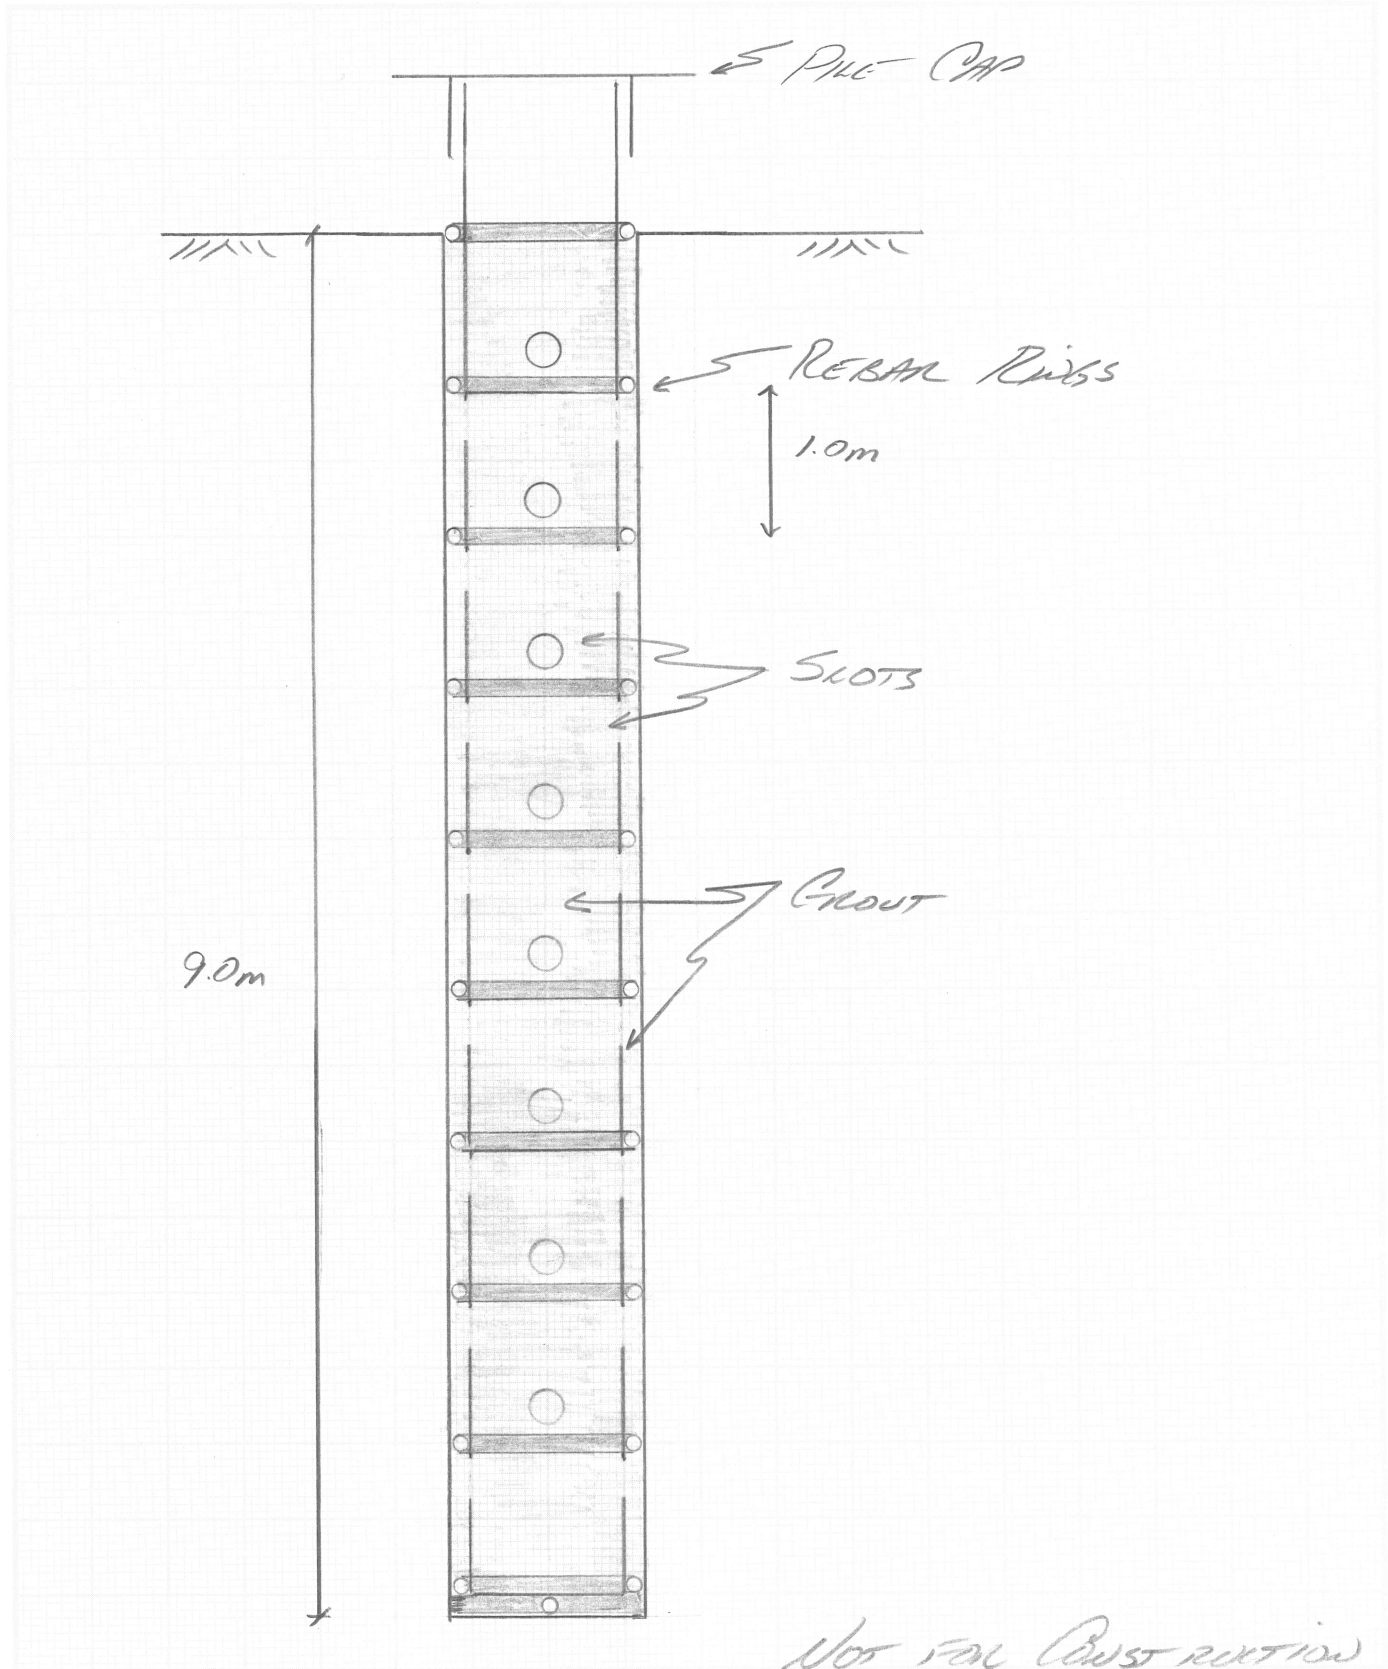 PILE CAP
REBAR RINGS
1.0m
SLOTS
GROUT
9.0m
NOT FOR CONSTRUCTION